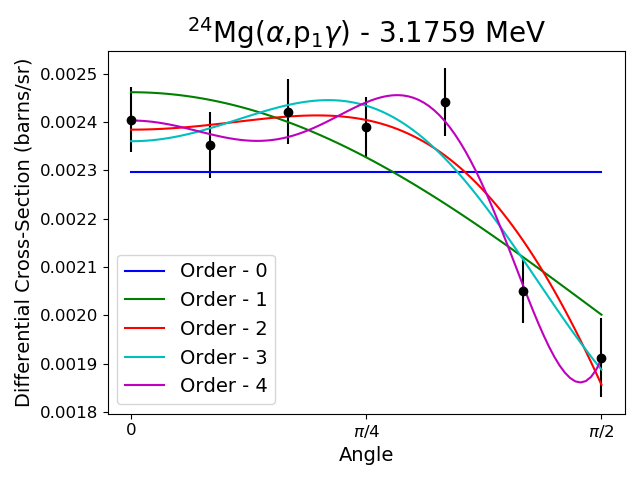 ²⁴Mg(α,p₁γ) - 3.1759 MeV
Differential Cross-Section (barns/sr)
0.0025
0.0024
0.0023
0.0022
0.0021
0.0020
0.0019
0.0018
Order - 0
Order - 1
Order - 2
Order - 3
Order - 4
0
π/4
π/2
Angle